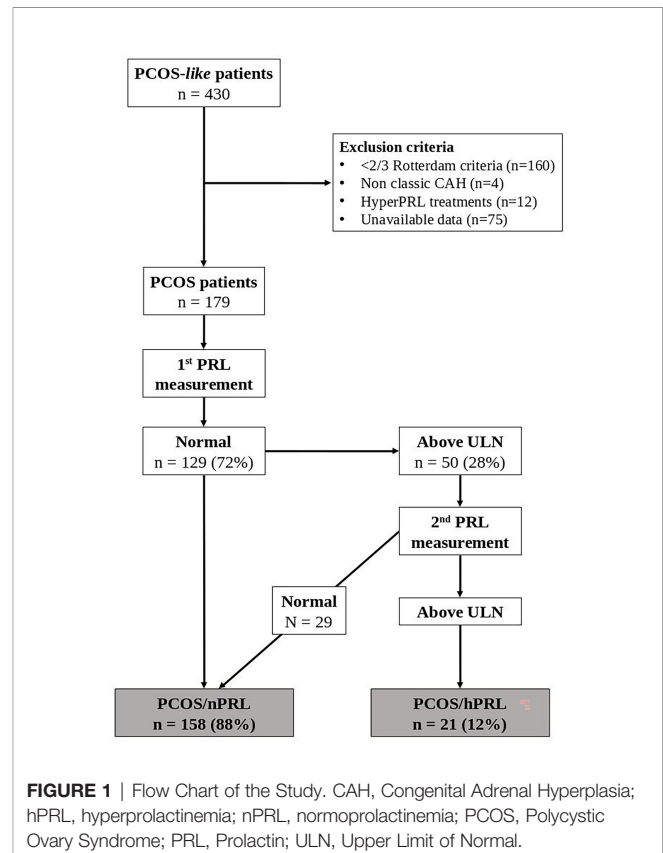 PCOS-like patients
n = 430
Exclusion criteria
• <2/3 Rotterdam criteria (n=160)
• Non classic CAH (n=4)
• HyperPRL treatments (n=12)
• Unavailable data (n=75)
PCOS patients
n = 179
1st PRL
measurement
Normal
n = 129 (72%)
Above ULN
n = 50 (28%)
2nd PRL
measurement
Normal
N = 29
Above ULN
PCOS/nPRL
n = 158 (88%)
PCOS/hPRL
n = 21 (12%)
FIGURE 1 | Flow Chart of the Study. CAH, Congenital Adrenal Hyperplasia;
hPRL, hyperprolactinemia; nPRL, normoprolactinemia; PCOS, Polycystic
Ovary Syndrome; PRL, Prolactin; ULN, Upper Limit of Normal.